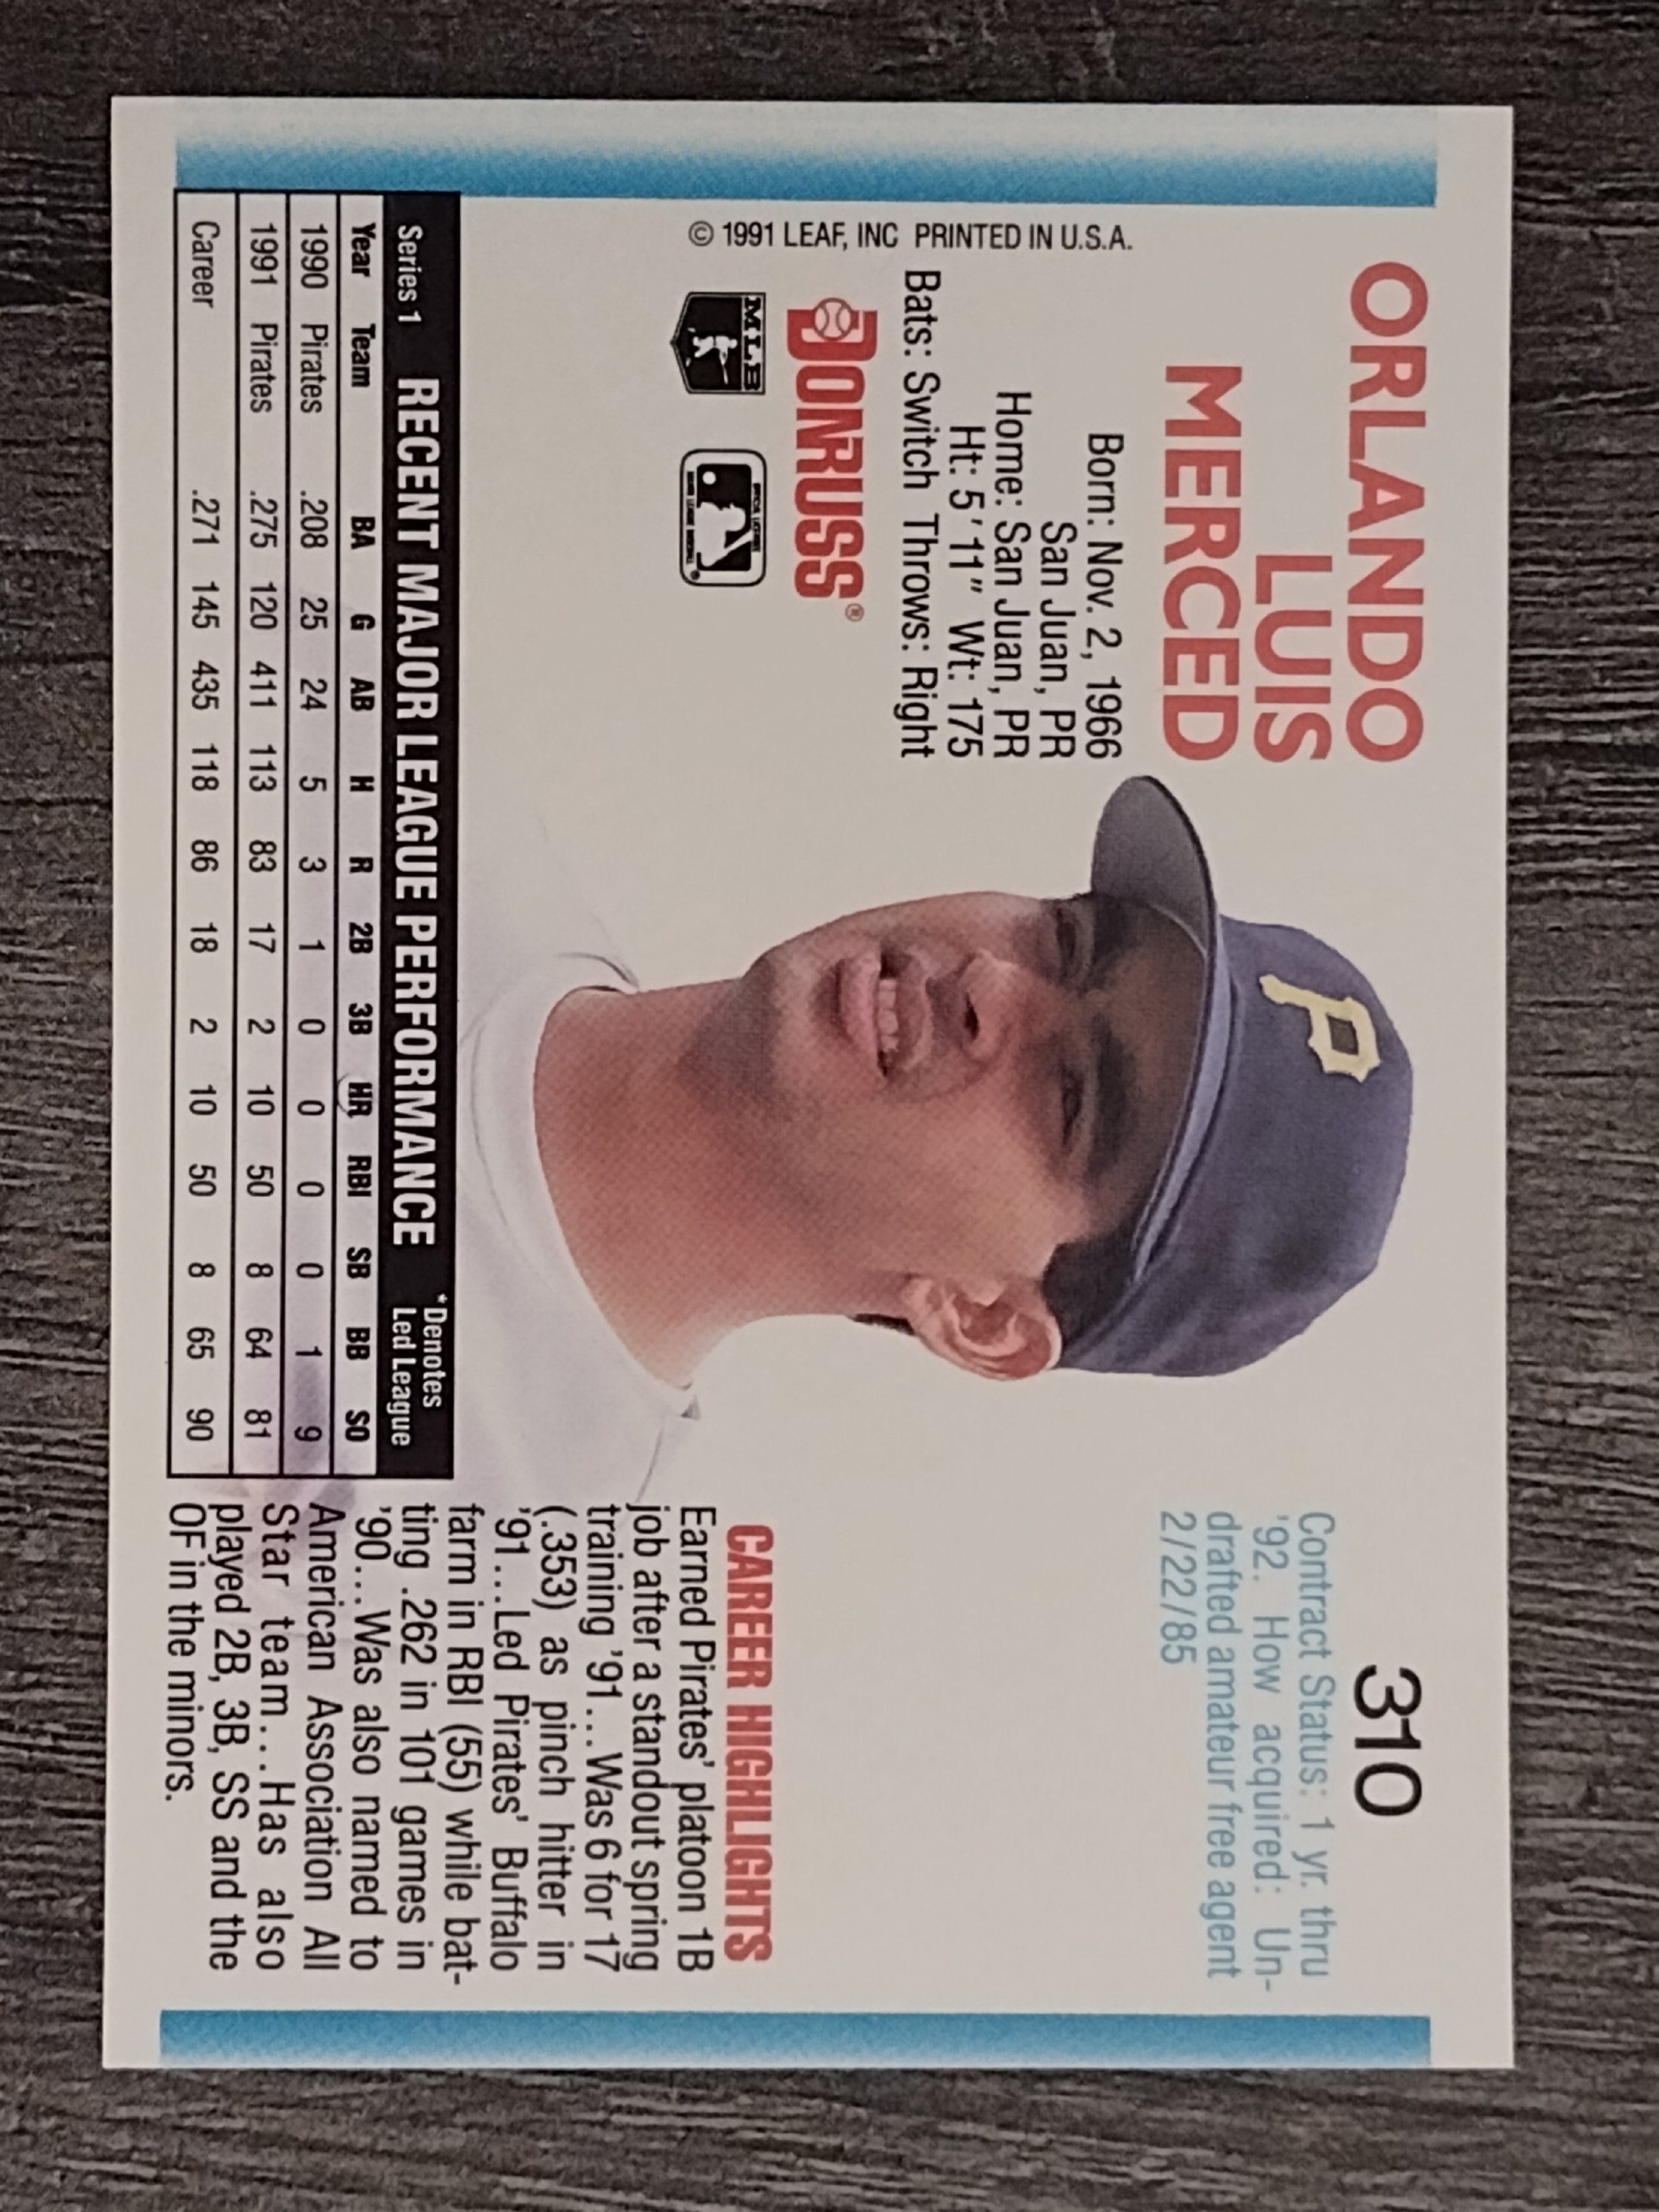 ORLANDO
LUIS
MERCED
Born: Nov. 2, 1966
San Juan, PR
Home: San Juan, PR
Ht: 5' 11" Wt: 175
Bats: Switch Throws: Right
DONRUSS®
© 1991 LEAF, INC PRINTED IN U.S.A.
MLB
P
310
Contract Status: 1 yr. thru
'92. How acquired: Un-
drafted amateur free agent
2/22/85
CAREER HIGHLIGHTS
Earned Pirates' platoon 1B
job after a standout spring
training '91...Was 6 for 17
(.353) as pinch hitter in
'91...Led Pirates' Buffalo
farm in RBI (55) while bat-
ting .262 in 101 games in
'90...Was also named to
American Association All
Star team...Has also
played 2B, 3B, SS and the
OF in the minors.
Series 1 RECENT MAJOR LEAGUE PERFORMANCE *Denotes
Led League
Year Team BA G AB H R 2B 3B HR RBI SB BB SO
1990 Pirates .208 25 24 5 3 1 0 0 0 0 1 9
1991 Pirates .275 120 411 113 83 17 2 10 50 8 64 81
Career .271 145 435 118 86 18 2 10 50 8 65 90